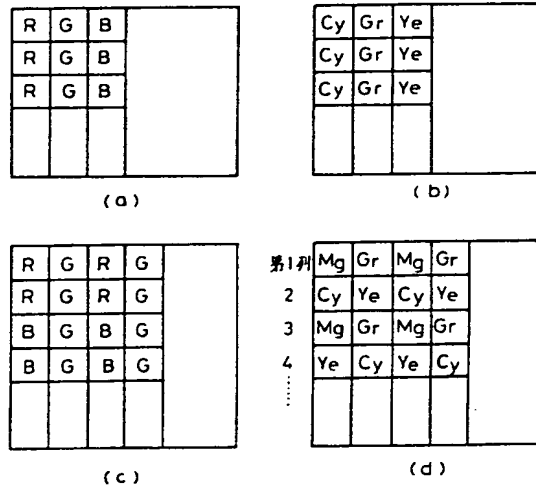 R G B
R G B
R G B
(a)
Cy Gr Ye
Cy Gr Ye
Cy Gr Ye
(b)
R G R G
R G R G
B G B G
B G B G
(c)
第1列 Mg Gr Mg Gr
2 Cy Ye Cy Ye
3 Mg Gr Mg Gr
4 Ye Cy Ye Cy
(d)